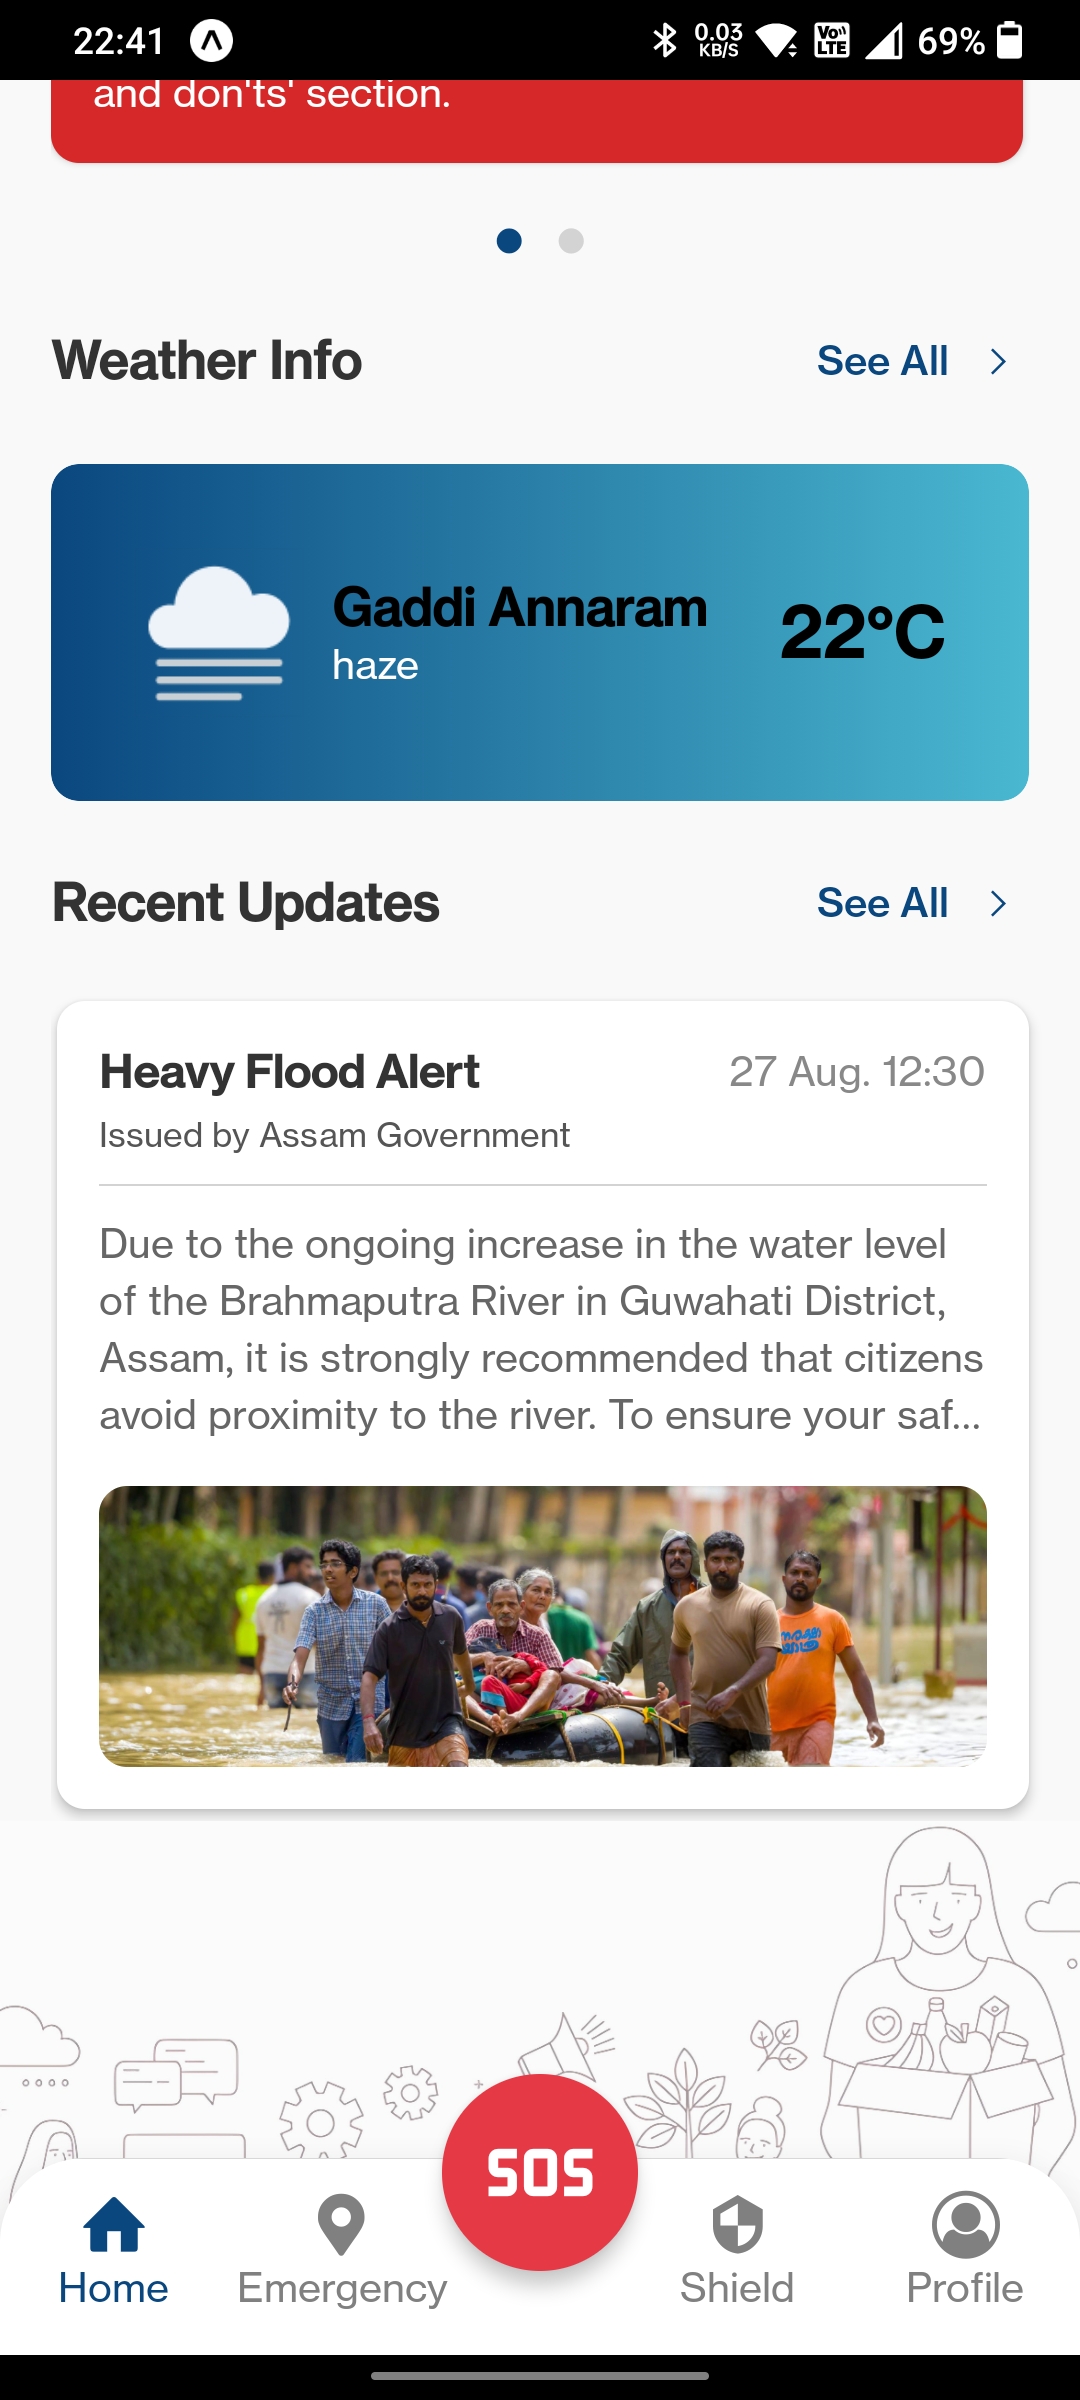 22:41
0.03
KB/S
Vo))
LTE
69%
and don'ts' section.
Weather Info
See All
Gaddi Annaram
22°C
haze
Recent Updates
See All
Heavy Flood Alert
27 Aug. 12:30
Issued by Assam Government
Due to the ongoing increase in the water level
of the Brahmaputra River in Guwahati District,
Assam, it is strongly recommended that citizens
avoid proximity to the river. To ensure your saf...
SOS
Home
Emergency
Shield
Profile